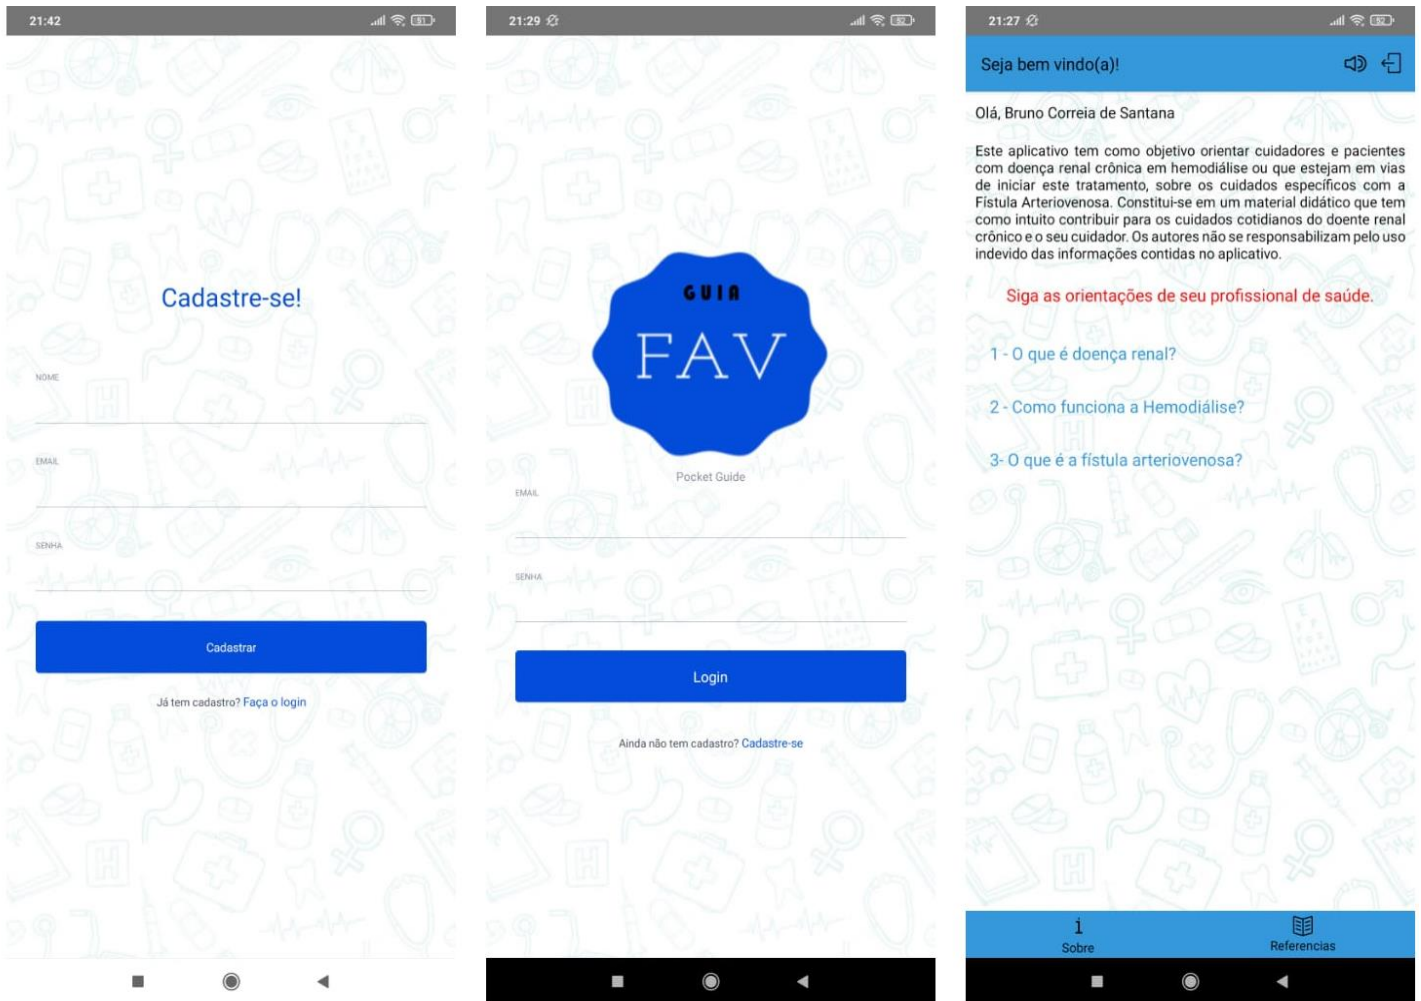 21:42
51
Cadastre-se!
NOME
EMAIL
SENHA
Cadastrar
Já tem cadastro? Faça o login
21:29
52
GUIA
FAV
Pocket Guide
EMAIL
SENHA
Login
Ainda não tem cadastro? Cadastre-se
21:27
52
Seja bem vindo(a)!
Olá, Bruno Correia de Santana
Este aplicativo tem como objetivo orientar cuidadores e pacientes
com doença renal crônica em hemodiálise ou que estejam em vias
de iniciar este tratamento, sobre os cuidados específicos com a
Fístula Arteriovenosa. Constitui-se em um material didático que tem
como intuito contribuir para os cuidados cotidianos do doente renal
crônico e o seu cuidador. Os autores não se responsabilizam pelo uso
indevido das informações contidas no aplicativo.
Siga as orientações de seu profissional de saúde.
1 - O que é doença renal?
2 - Como funciona a Hemodiálise?
3- O que é a fístula arteriovenosa?
Sobre
Referencias